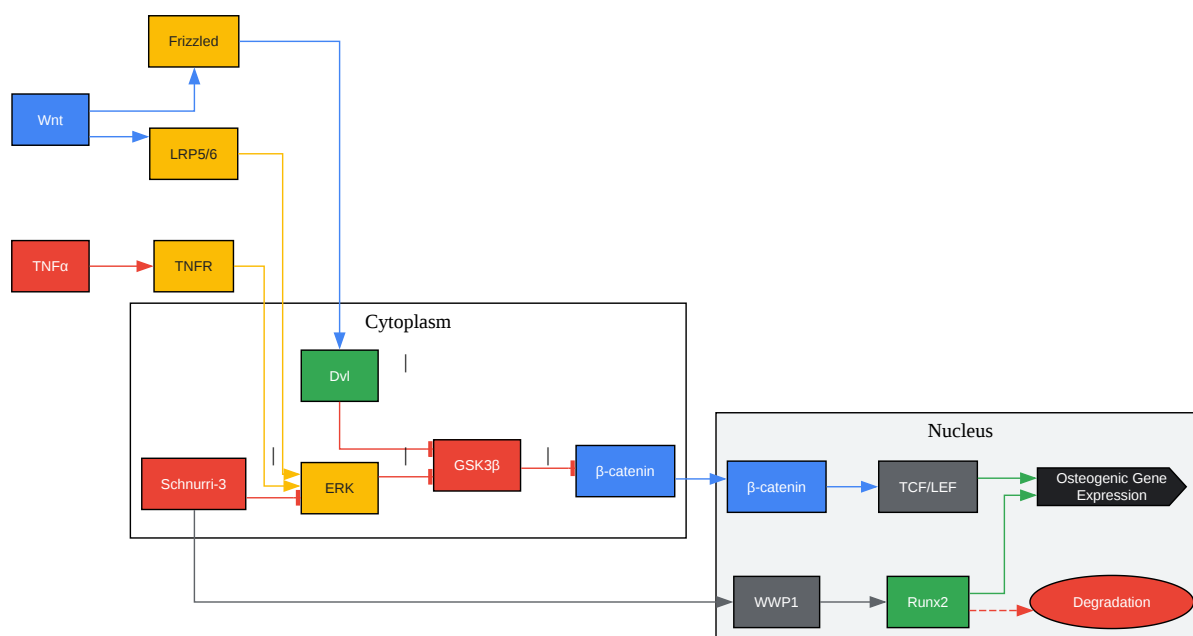 Frizzled
Wnt
LRP5/6
TNFα
TNFR
Cytoplasm
Dvl
|
Nucleus
|
|
|
GSK3β
β-catenin
Schnurri-3
ERK
β-catenin
TCF/LEF
Osteogenic Gene
Expression
WWP1
Runx2
Degradation